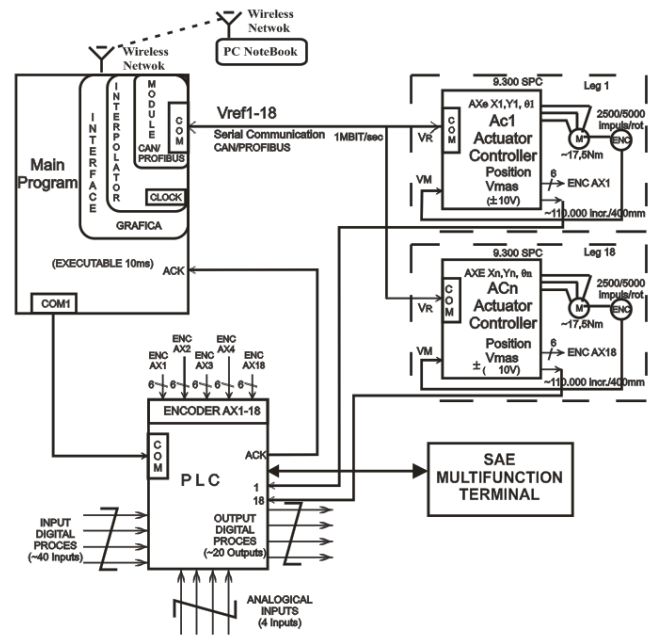 Wireless
Netwok
Wireless
Netwok
PC NoteBook
Main
Program
INTERFACE
INTERPOLATOR
MODULE
CAN/
PROFIBUS
COM
CLOCK
GRAFICA
(EXECUTABLE 10ms)
ACK
COM1
Vref1-18
Serial Communication
1MBIT/sec
CAN/PROFIBUS
9.300 SPC
Leg 1
COM
VR
VM
AXe X1,Y1, θ1
Ac1
Actuator
Controller
Position
Vmas
(±10V)
M
~17,5Nm
2500/5000
impuls/rot
ENC
6
ENC AX1
~110.000 incr./400mm
9.300 SPC
Leg 18
COM
VR
VM
AXE Xn,Yn, θn
ACn
Actuator
Controller
Position
Vmas
±( 10V)
M
~17,5Nm
2500/5000
impuls/rot
ENC
6
ENC AX18
~110.000 incr./400mm
ENC
AX1
ENC
AX2
ENC
AX3
ENC
AX4
ENC
AX18
6
6
6
6
6
ENCODER AX1-18
COM
PLC
ACK
1
18
SAE
MULTIFUNCTION
TERMINAL
INPUT
DIGITAL
PROCES
(~40 Inputs)
OUTPUT
DIGITAL
PROCES
(~20 Outputs)
ANALOGICAL
INPUTS
(4 Inputs)